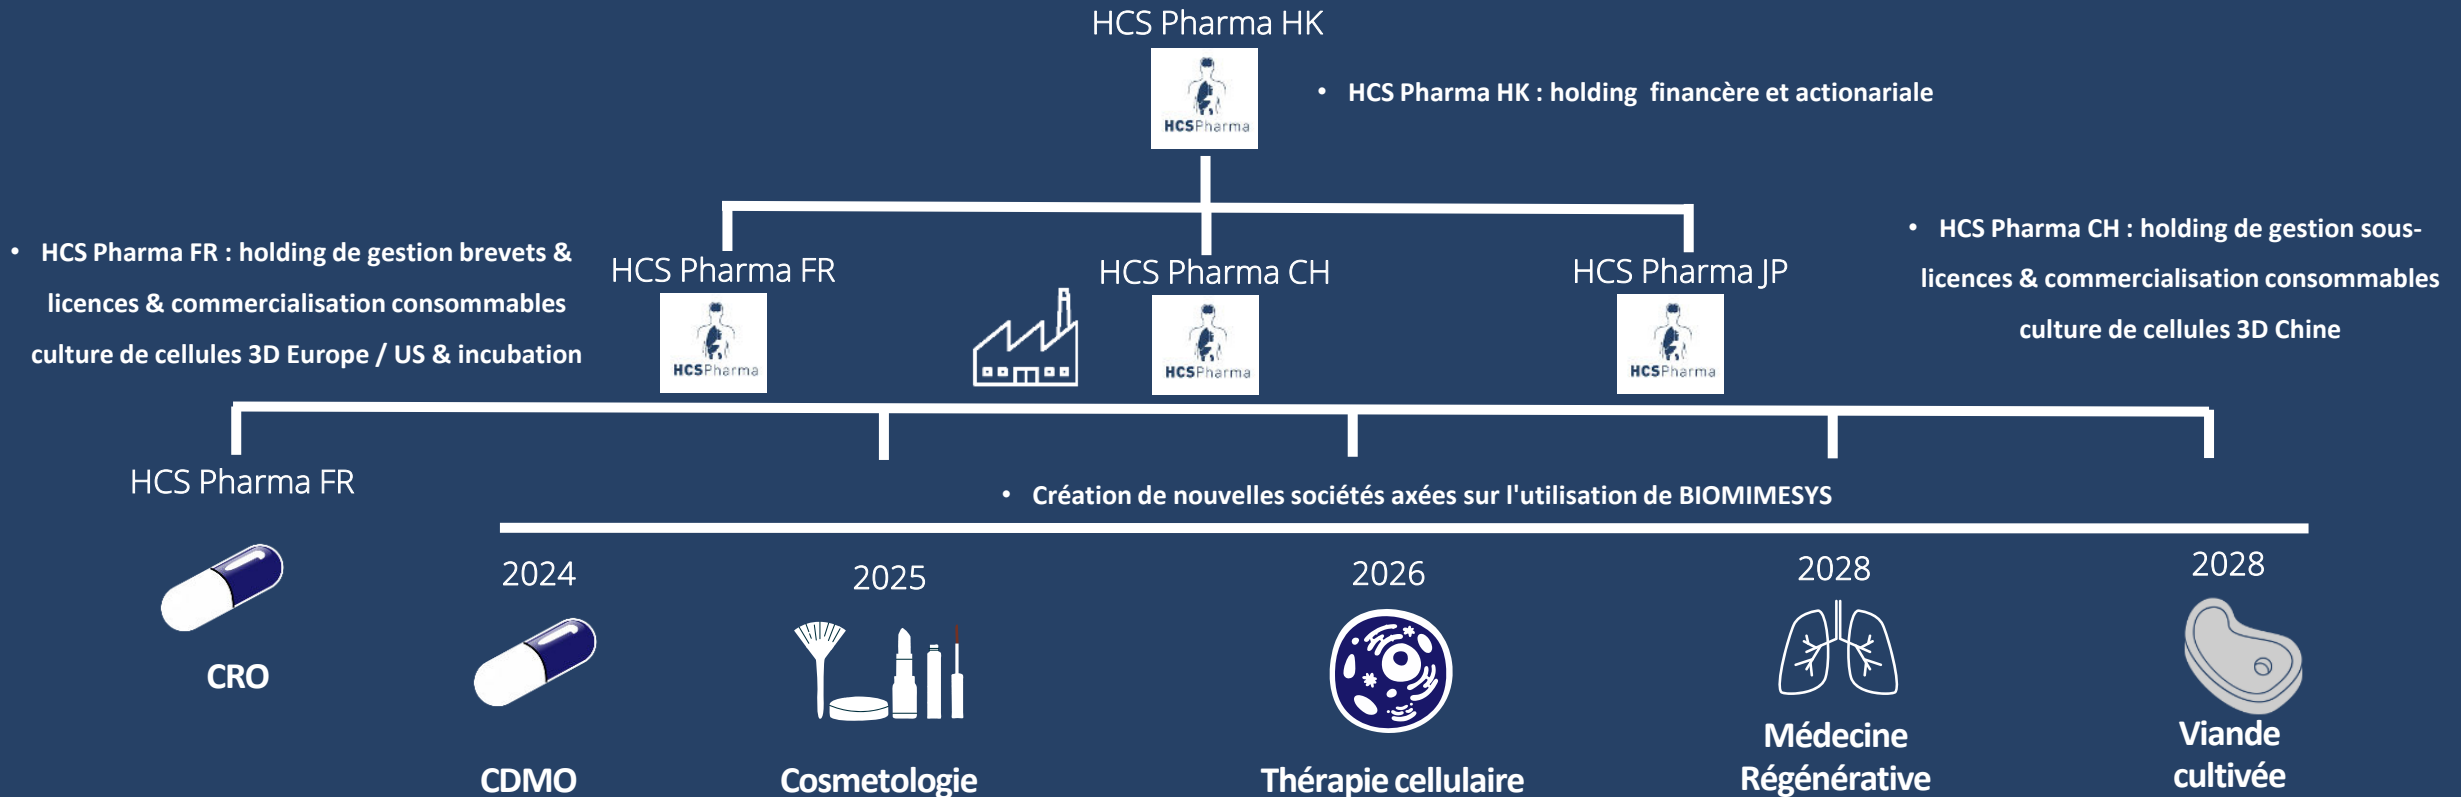 HCS Pharma HK
HCSPharma
• HCS Pharma HK : holding financère et actionariale
• HCS Pharma FR : holding de gestion brevets &
licences & commercialisation consommables
culture de cellules 3D Europe / US & incubation
HCS Pharma FR
HCSPharma
HCS Pharma CH
HCSPharma
HCS Pharma JP
HCSPharma
• HCS Pharma CH : holding de gestion sous-
licences & commercialisation consommables
culture de cellules 3D Chine
HCS Pharma FR
• Création de nouvelles sociétés axées sur l'utilisation de BIOMIMESYS
CRO
2024
CDMO
2025
Cosmetologie
2026
Thérapie cellulaire
2028
Médecine
Régénérative
2028
Viande
cultivée